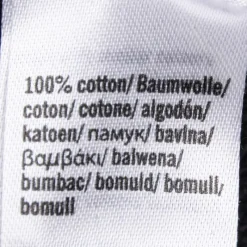 100% cotton/ Baumwolle/
coton/ cotone/ algodón/
katoen/ памук/ bavlna/
βαμβάκι/ balwena/
bumbac/ bomuld/ bomull/
bomull